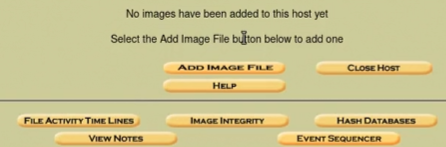 No images have been added to this host yet
Select the Add Image File button below to add one
ADD IMAGE FILE CLOSE HOST
HELP
FILE ACTIVITY TIME LINES IMAGE INTEGRITY HASH DATABASES
VIEW NOTES EVENT SEQUENCER